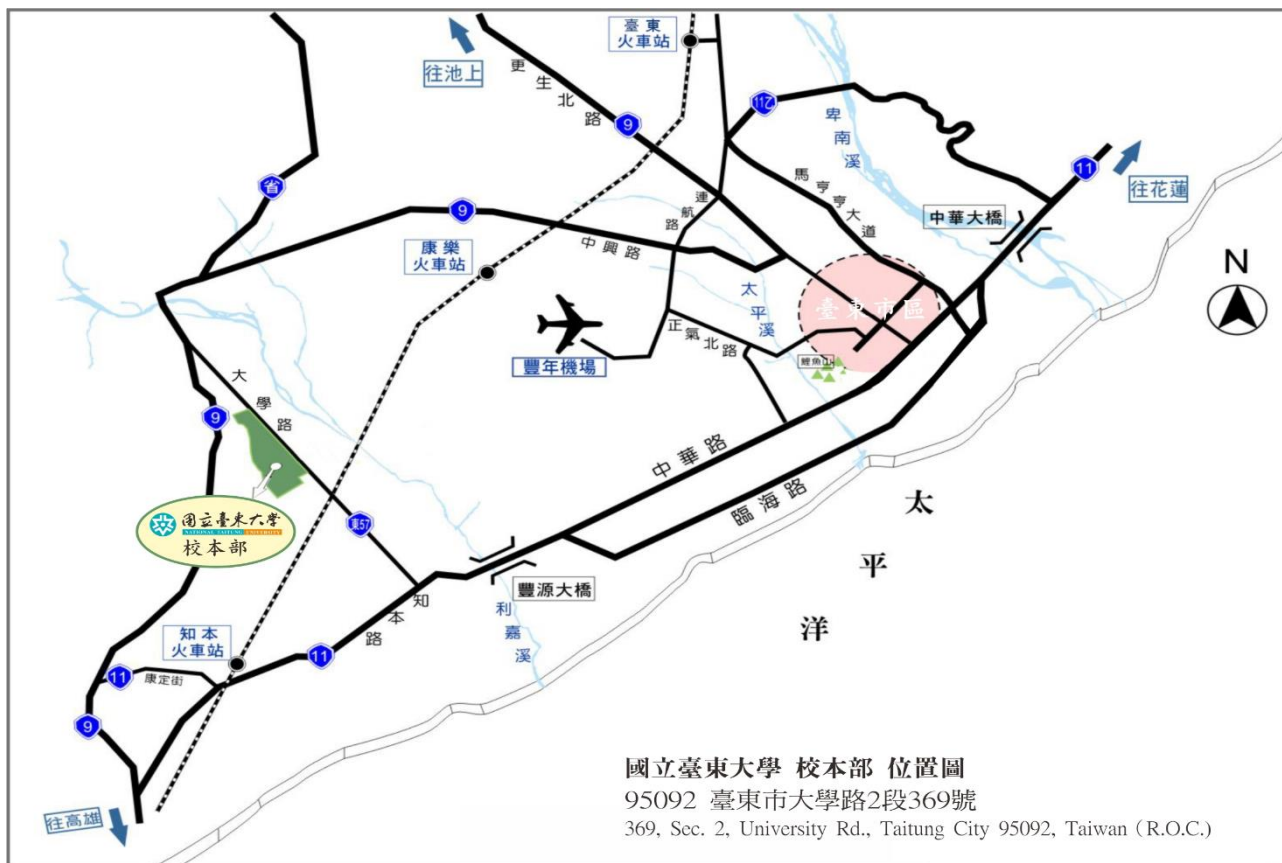 臺東
火車站
往池上
更生北路
9
11乙
卑南溪
11
往花蓮
省
馬亨亨大道
中華大橋
9
連航路
康樂
火車站
中興路
N
太平溪
臺東市區
豐年機場
正氣北路
鯉魚山
大學路
9
中華路
臨海路
太平洋
國立臺東大學
NATIONAL TAITUNG UNIVERSITY
校本部
東57
豐源大橋
知本路
利嘉溪
知本
火車站
11
11
康定街
9
往高雄
國立臺東大學 校本部 位置圖
95092 臺東市大學路2段369號
369, Sec. 2, University Rd., Taitung City 95092, Taiwan (R.O.C.)